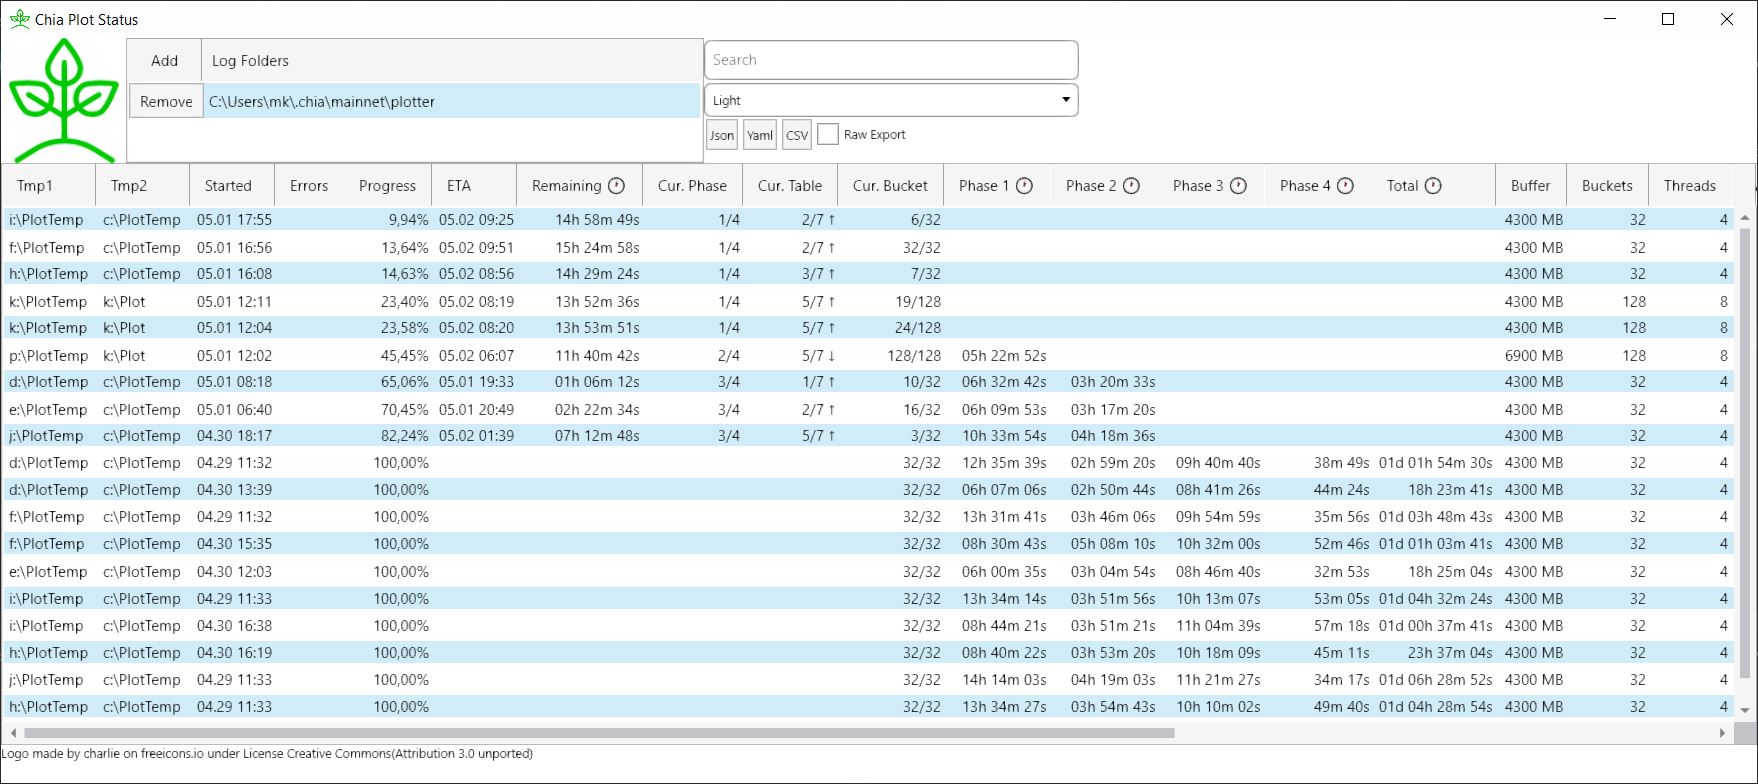 Chia Plot Status
Add Log Folders
Remove C:\Users\mk\.chia\mainnet\plotter
Search
Light
Json Yaml CSV Raw Export
Tmp1 Tmp2 Started Errors Progress ETA Remaining Cur. Phase Cur. Table Cur. Bucket Phase 1 Phase 2 Phase 3 Phase 4 Total Buffer Buckets Threads
i:\PlotTemp c:\PlotTemp 05.01 17:55 9,94% 05.02 09:25 14h 58m 49s 1/4 2/7 ↑ 6/32 4300 MB 32 4
f:\PlotTemp c:\PlotTemp 05.01 16:56 13,64% 05.02 09:51 15h 24m 58s 1/4 2/7 ↑ 32/32 4300 MB 32 4
h:\PlotTemp c:\PlotTemp 05.01 16:08 14,63% 05.02 08:56 14h 29m 24s 1/4 3/7 ↑ 7/32 4300 MB 32 4
k:\PlotTemp k:\Plot 05.01 12:11 23,40% 05.02 08:19 13h 52m 36s 1/4 5/7 ↑ 19/128 4300 MB 128 8
k:\PlotTemp k:\Plot 05.01 12:04 23,58% 05.02 08:20 13h 53m 51s 1/4 5/7 ↑ 24/128 4300 MB 128 8
p:\PlotTemp k:\Plot 05.01 12:02 45,45% 05.02 06:07 11h 40m 42s 2/4 5/7 ↓ 128/128 05h 22m 52s 6900 MB 128 8
d:\PlotTemp c:\PlotTemp 05.01 08:18 65,06% 05.01 19:33 01h 06m 12s 3/4 1/7 ↑ 10/32 06h 32m 42s 03h 20m 33s 4300 MB 32 4
e:\PlotTemp c:\PlotTemp 05.01 06:40 70,45% 05.01 20:49 02h 22m 34s 3/4 2/7 ↑ 16/32 06h 09m 53s 03h 17m 20s 4300 MB 32 4
j:\PlotTemp c:\PlotTemp 04.30 18:17 82,24% 05.02 01:39 07h 12m 48s 3/4 5/7 ↑ 3/32 10h 33m 54s 04h 18m 36s 4300 MB 32 4
d:\PlotTemp c:\PlotTemp 04.29 11:32 100,00% 32/32 12h 35m 39s 02h 59m 20s 09h 40m 40s 38m 49s 01d 01h 54m 30s 4300 MB 32 4
d:\PlotTemp c:\PlotTemp 04.30 13:39 100,00% 32/32 06h 07m 06s 02h 50m 44s 08h 41m 26s 44m 24s 18h 23m 41s 4300 MB 32 4
f:\PlotTemp c:\PlotTemp 04.29 11:32 100,00% 32/32 13h 31m 41s 03h 46m 06s 09h 54m 59s 35m 56s 01d 03h 48m 43s 4300 MB 32 4
f:\PlotTemp c:\PlotTemp 04.30 15:35 100,00% 32/32 08h 30m 43s 05h 08m 10s 10h 32m 00s 52m 46s 01d 01h 03m 41s 4300 MB 32 4
e:\PlotTemp c:\PlotTemp 04.30 12:03 100,00% 32/32 06h 00m 35s 03h 04m 54s 08h 46m 40s 32m 53s 18h 25m 04s 4300 MB 32 4
i:\PlotTemp c:\PlotTemp 04.29 11:33 100,00% 32/32 13h 34m 14s 03h 51m 56s 10h 13m 07s 53m 05s 01d 04h 32m 24s 4300 MB 32 4
i:\PlotTemp c:\PlotTemp 04.30 16:38 100,00% 32/32 08h 44m 21s 03h 51m 21s 11h 04m 39s 57m 18s 01d 00h 37m 41s 4300 MB 32 4
h:\PlotTemp c:\PlotTemp 04.30 16:19 100,00% 32/32 08h 40m 22s 03h 53m 20s 10h 18m 09s 45m 11s 23h 37m 04s 4300 MB 32 4
j:\PlotTemp c:\PlotTemp 04.29 11:33 100,00% 32/32 14h 14m 03s 04h 19m 03s 11h 21m 27s 34m 17s 01d 06h 28m 52s 4300 MB 32 4
h:\PlotTemp c:\PlotTemp 04.29 11:33 100,00% 32/32 13h 34m 27s 03h 54m 43s 10h 10m 02s 49m 40s 01d 04h 28m 54s 4300 MB 32 4
Logo made by charlie on freeicons.io under License Creative Commons(Attribution 3.0 unported)